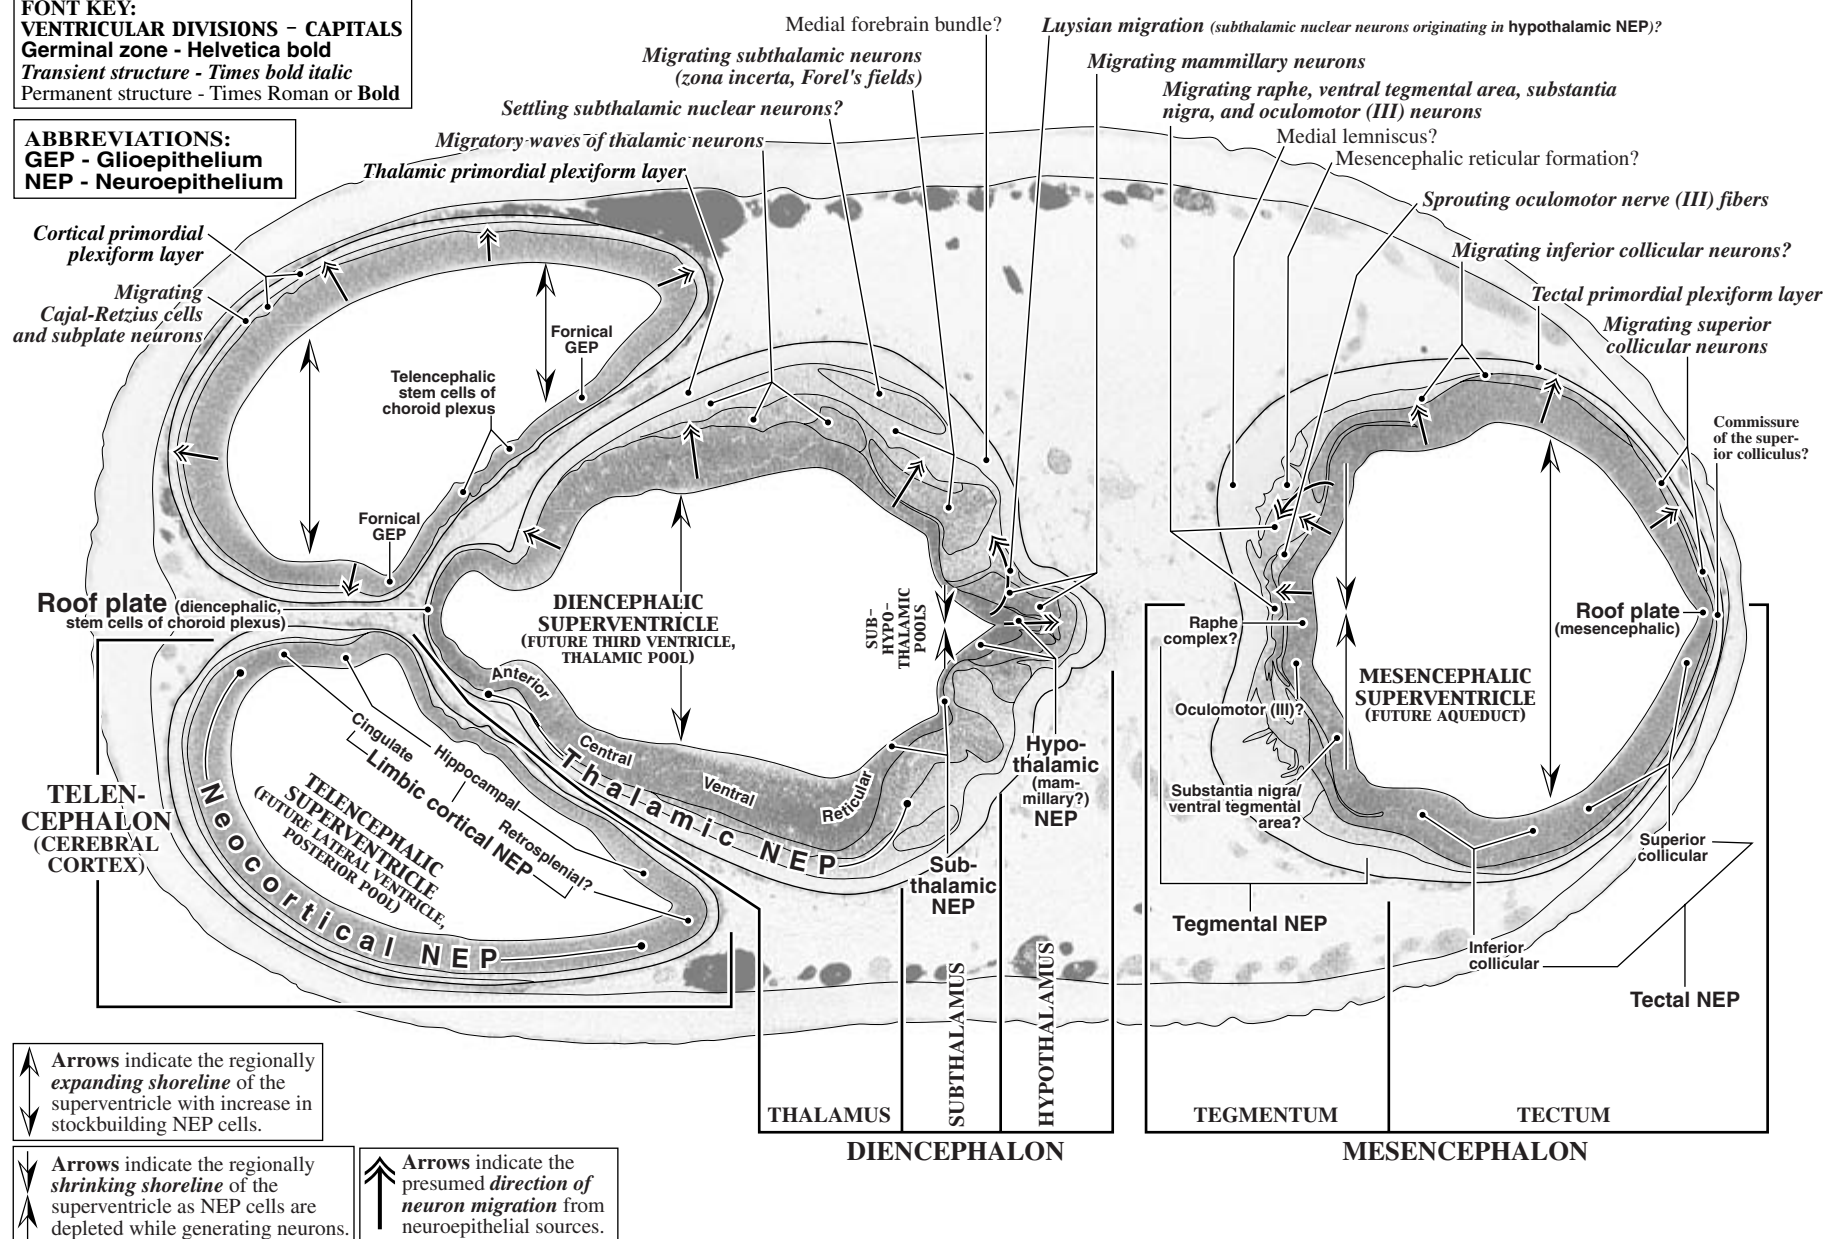 FONT KEY:
VENTRICULAR DIVISIONS – CAPITALS
Germinal zone - Helvetica bold
Transient structure - Times bold italic
Permanent structure - Times Roman or Bold
ABBREVIATIONS:
GEP - Glioepithelium
NEP - Neuroepithelium
Medial forebrain bundle?
Migrating subthalamic neurons
(zona incerta, Forel's fields)
Settling subthalamic nuclear neurons?
Migratory waves of thalamic neurons
Thalamic primordial plexiform layer
Luysian migration (subthalamic nuclear neurons originating in hypothalamic NEP)?
Migrating mammillary neurons
Migrating raphe, ventral tegmental area, substantia
nigra, and oculomotor (III) neurons
Medial lemniscus?
Mesencephalic reticular formation?
Sprouting oculomotor nerve (III) fibers
Migrating inferior collicular neurons?
Tectal primordial plexiform layer
Migrating superior
collicular neurons
Commissure
of the super-
ior colliculus?
Cortical primordial
plexiform layer
Migrating
Cajal-Retzius cells
and subplate neurons
Fornical
GEP
Telencephalic
stem cells of
choroid plexus
Fornical
GEP
Roof plate (diencephalic,
stem cells of choroid plexus)
DIENCEPHALIC
SUPERVENTRICLE
(FUTURE THIRD VENTRICLE,
THALAMIC POOL)
SUB-
HYPO-
THALAMIC
POOLS
Raphe
complex?
Oculomotor (III)?
Substantia nigra/
ventral tegmental
area?
MESENCEPHALIC
SUPERVENTRICLE
(FUTURE AQUEDUCT)
Roof plate
(mesencephalic)
Anterior
Central
Ventral
Reticular
Thalamic NEP
Hypo-
thalamic
(mam-
millary?)
NEP
Sub-
thalamic
NEP
Cingulate
Hippocampal
Retrosplenial?
Limbic cortical NEP
TELENCEPHALIC
SUPERVENTRICLE
(FUTURE LATERAL VENTRICLE,
POSTERIOR POOL)
Neocortical NEP
TELEN-
CEPHALON
(CEREBRAL
CORTEX)
Superior
collicular
Inferior
collicular
Tegmental NEP
Tectal NEP
THALAMUS
SUBTHALAMUS
HYPOTHALAMUS
DIENCEPHALON
TEGMENTUM
TECTUM
MESENCEPHALON
Arrows indicate the regionally
expanding shoreline of the
superventricle with increase in
stockbuilding NEP cells.
Arrows indicate the regionally
shrinking shoreline of the
superventricle as NEP cells are
depleted while generating neurons.
Arrows indicate the
presumed direction of
neuron migration from
neuroepithelial sources.